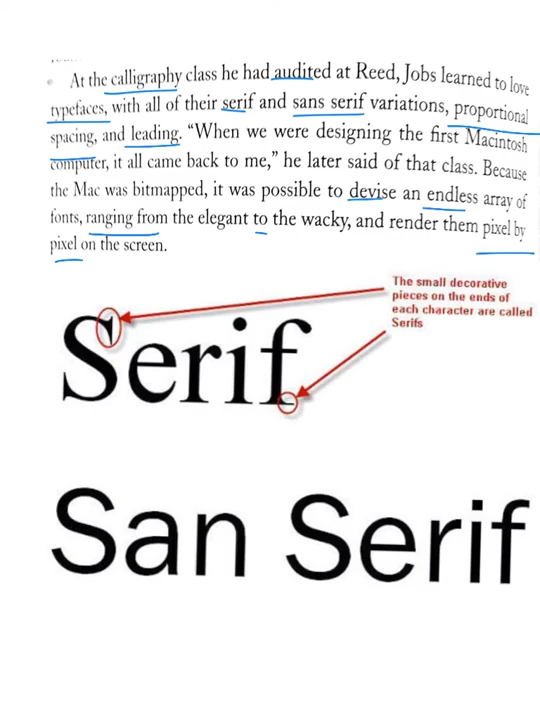 At the calligraphy class he had audited at Reed, Jobs learned to love
typefaces, with all of their serif and sans serif variations, proportional
spacing, and leading. “When we were designing the first Macintosh
computer, it all came back to me,” he later said of that class. Because
the Mac was bitmapped, it was possible to devise an endless array of
fonts, ranging from the elegant to the wacky, and render them pixel by
pixel on the screen.
The small decorative
pieces on the ends of
each character are called
Serifs
Serif
San Serif